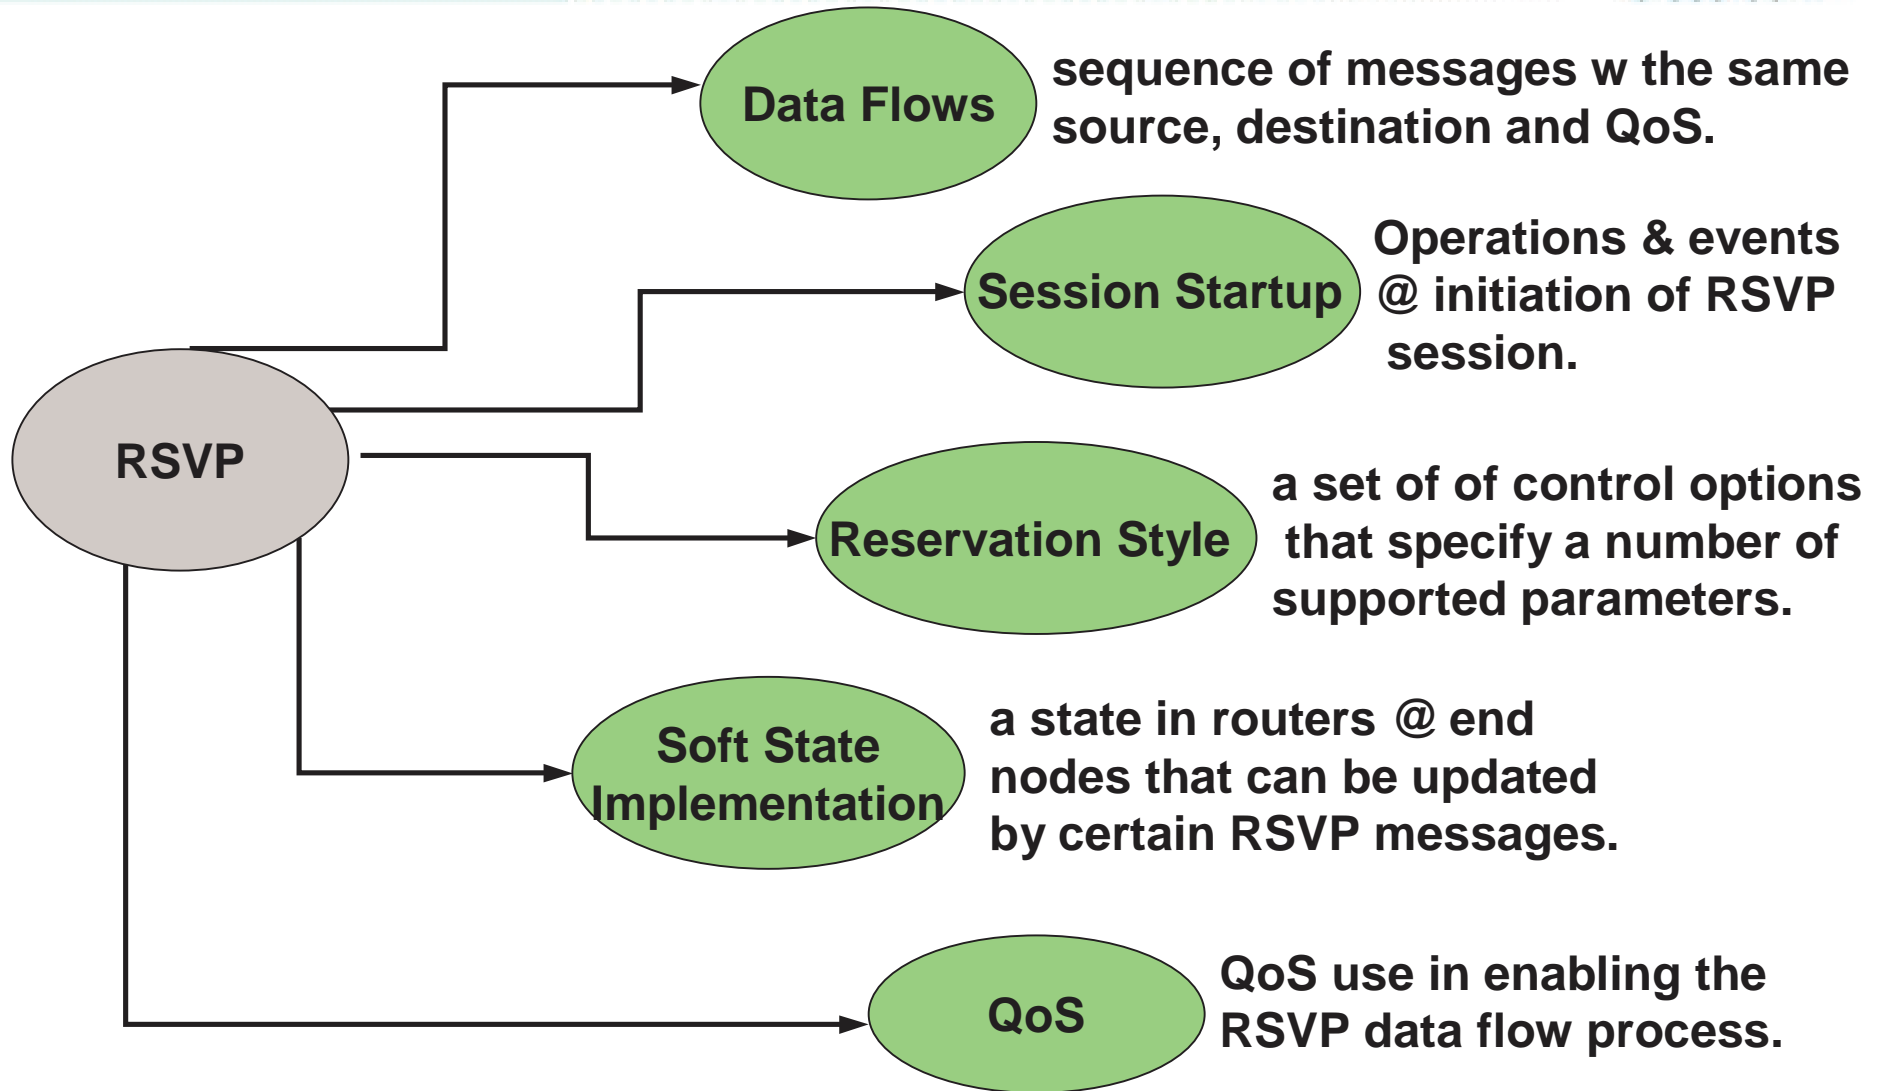 Data Flows
sequence of messages w the same
source, destination and QoS.
Session Startup
Operations & events
@ initiation of RSVP
session.
RSVP
Reservation Style
a set of of control options
that specify a number of
supported parameters.
Soft State
Implementation
a state in routers @ end
nodes that can be updated
by certain RSVP messages.
QoS
QoS use in enabling the
RSVP data flow process.